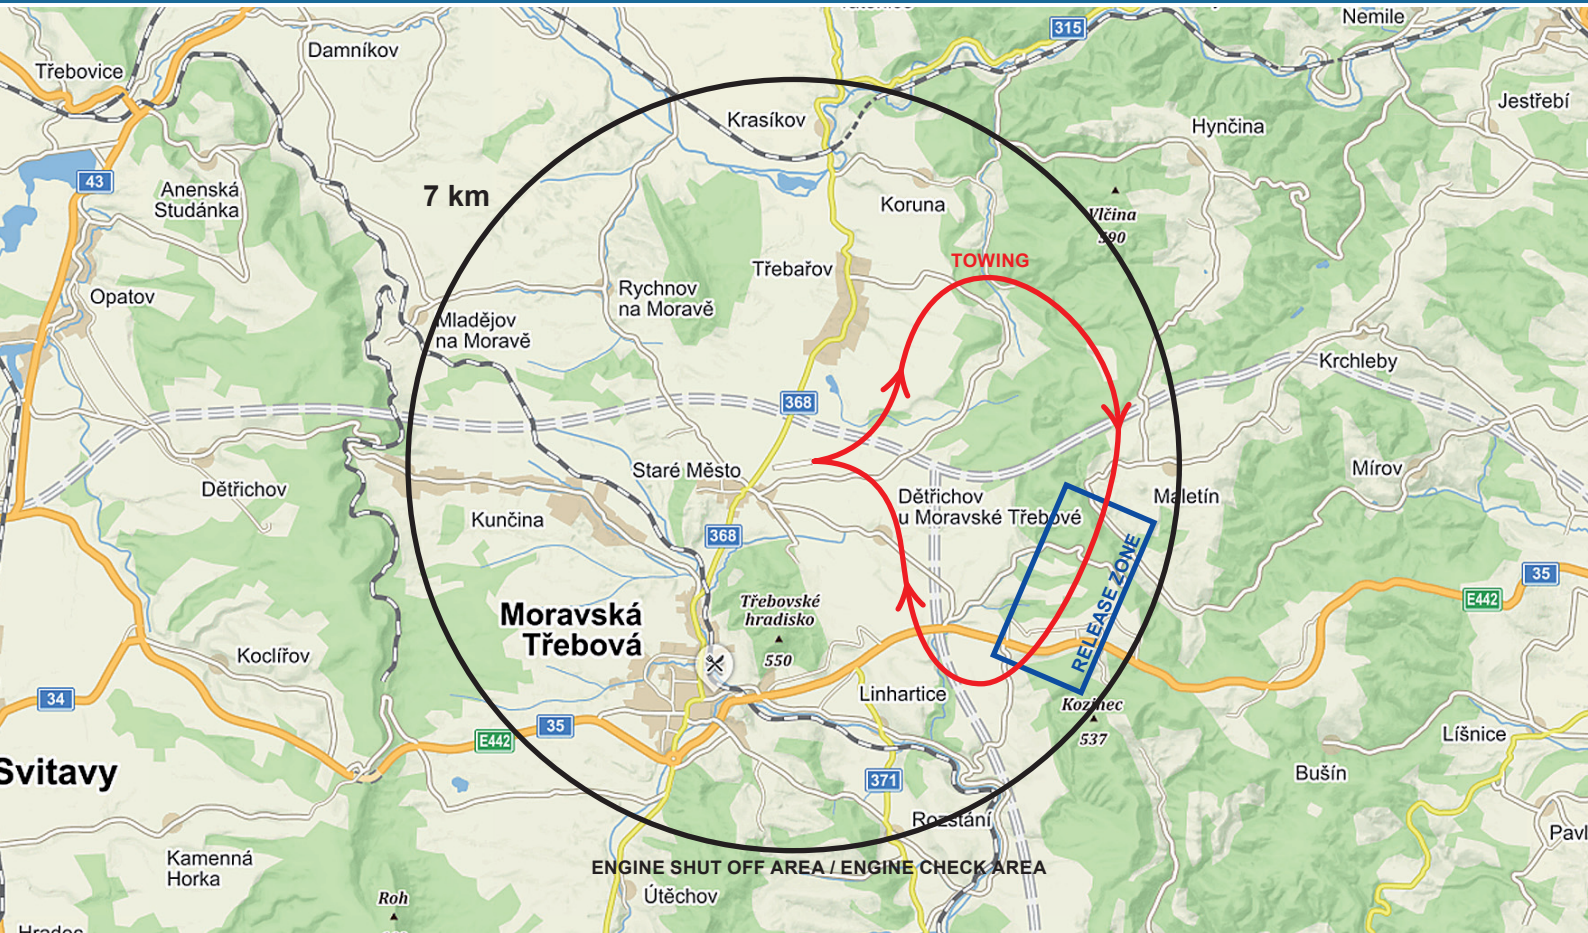 315
Nemile
Damníkov
Třebovice
Jestřebí
Krasíkov
Hynčina
43
Anenská
Studánka
7 km
Koruna
Vlčina
590
TOWING
Třebařov
Opatov
Rychnov
na Moravě
Mladějov
na Moravě
Krchleby
368
Staré Město
Mírov
Dětřichov
Dětřichov
u Moravské Třebové
Maletín
Kunčina
368
RELEASE ZONE
35
E442
Třebovské
hradisko
550
Moravská
Třebová
Koclířov
Linhartice
Kozinec
537
34
35
E442
Líšnice
Svitavy
Bušín
371
Rozstání
Pavl
Kamenná
Horka
ENGINE SHUT OFF AREA / ENGINE CHECK AREA
Útěchov
Roh
Hradec